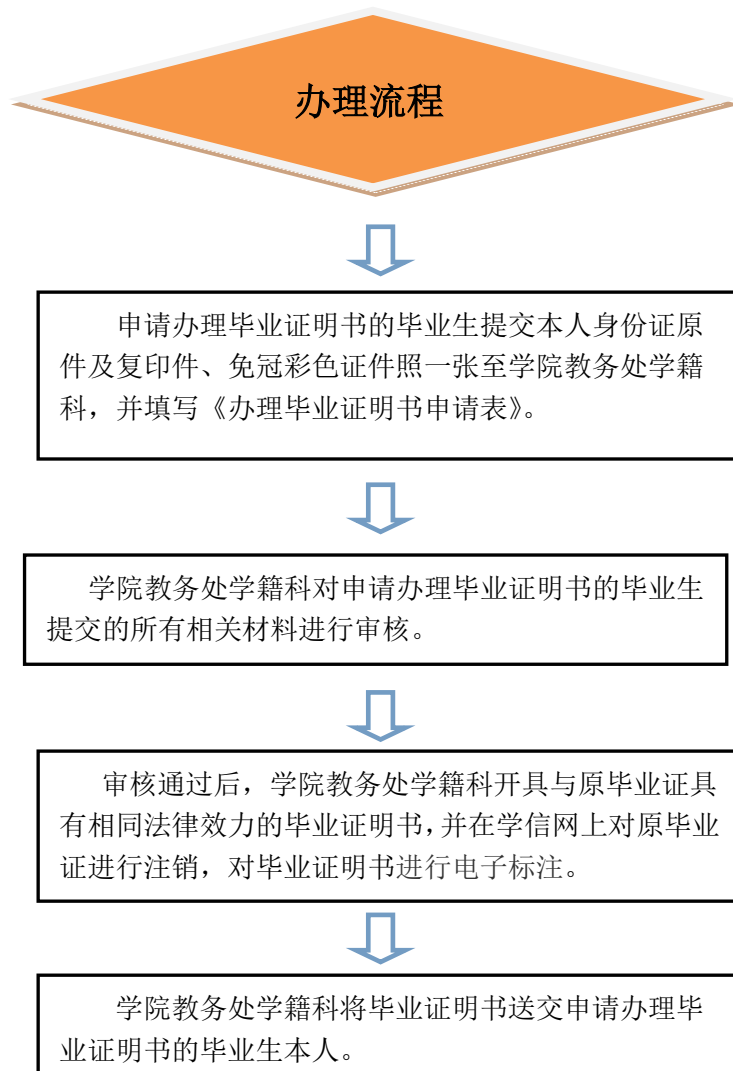 办理流程
申请办理毕业证明书的毕业生提交本人身份证原
件及复印件、免冠彩色证件照一张至学院教务处学籍
科，并填写《办理毕业证明书申请表》。
学院教务处学籍科对申请办理毕业证明书的毕业生
提交的所有相关材料进行审核。
审核通过后，学院教务处学籍科开具与原毕业证具
有相同法律效力的毕业证明书，并在学信网上对原毕业
证进行注销，对毕业证明书进行电子标注。
学院教务处学籍科将毕业证明书送交申请办理毕
业证明书的毕业生本人。